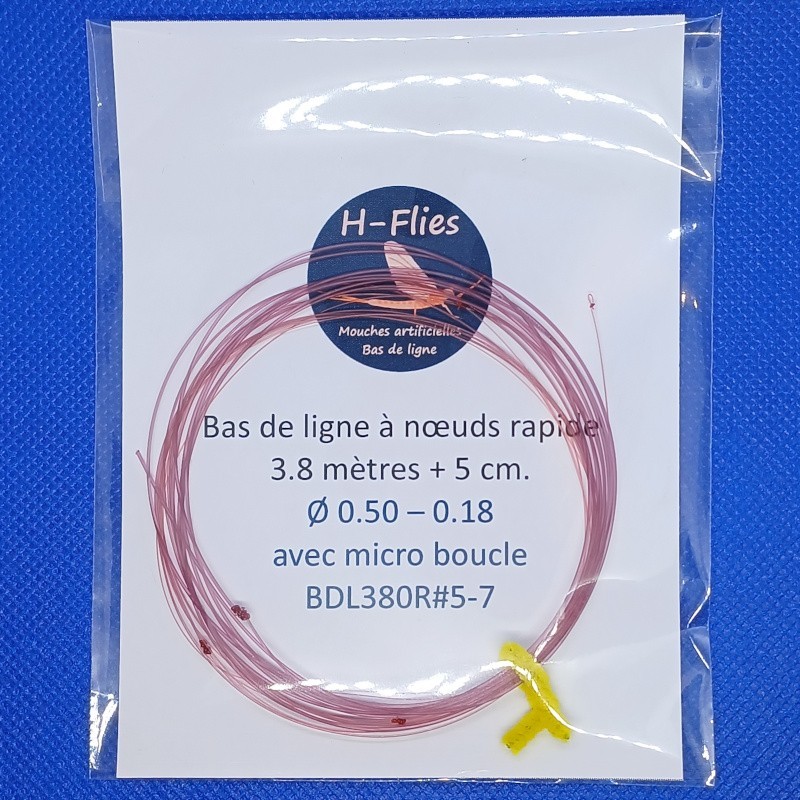 H-Flies
Mouches artificielles
Bas de ligne
Bas de ligne à nœuds rapide
3.8 mètres + 5 cm.
Ø 0.50 – 0.18
avec micro boucle
BDL380R#5-7